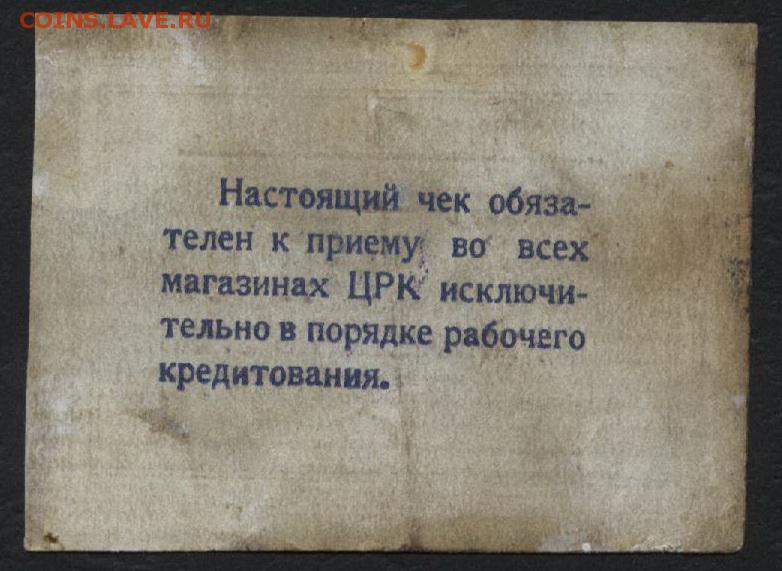 COINS.LAVE.RU
Настоящий чек обяза-
телен к приему во всех
магазинах ЦРК исключи-
тельно в порядке рабочего
кредитования.